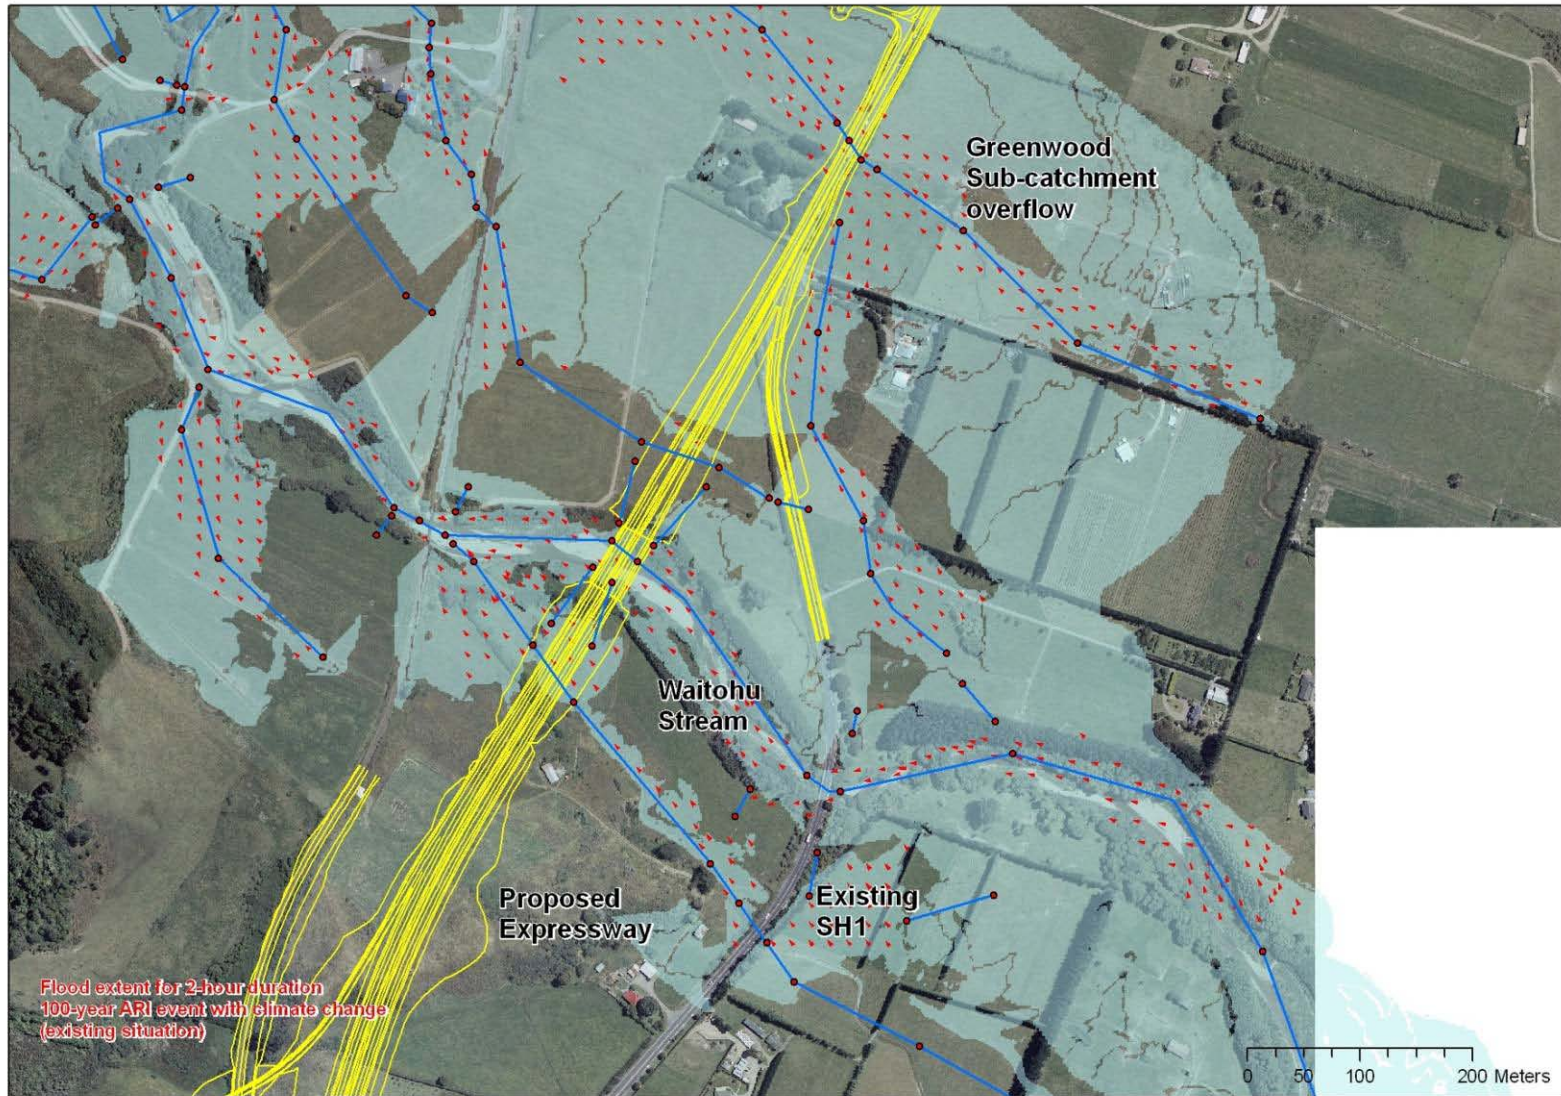 Greenwood
Sub-catchment
overflow
Waitohu
Stream
Proposed
Expressway
Existing
SH1
Flood extent for 2-hour duration
100-year ARI event with climate change
(existing situation)
0 50 100 200 Meters